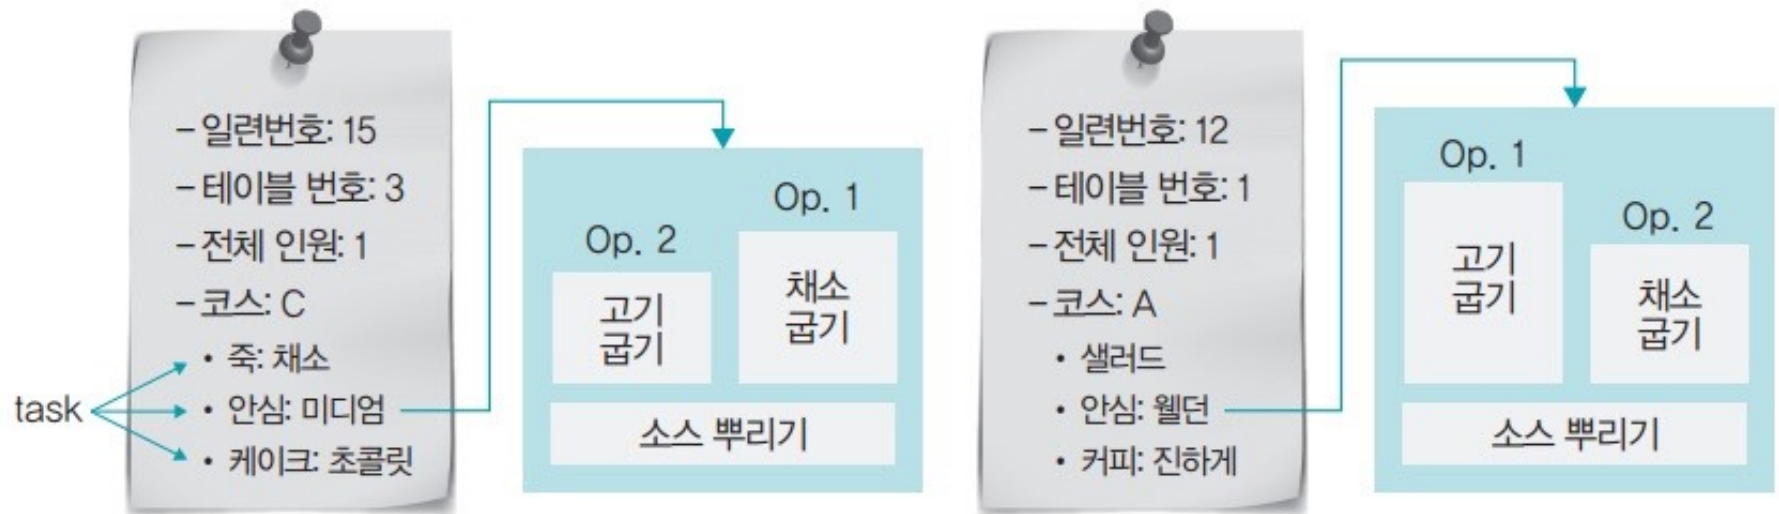 – 일련번호: 15
– 테이블 번호: 3
– 전체 인원: 1
– 코스: C
• 죽: 채소
• 안심: 미디엄
• 케이크: 초콜릿
task
Op. 2
고기
굽기
Op. 1
채소
굽기
소스 뿌리기
– 일련번호: 12
– 테이블 번호: 1
– 전체 인원: 1
– 코스: A
• 샐러드
• 안심: 웰던
• 커피: 진하게
Op. 1
고기
굽기
Op. 2
채소
굽기
소스 뿌리기